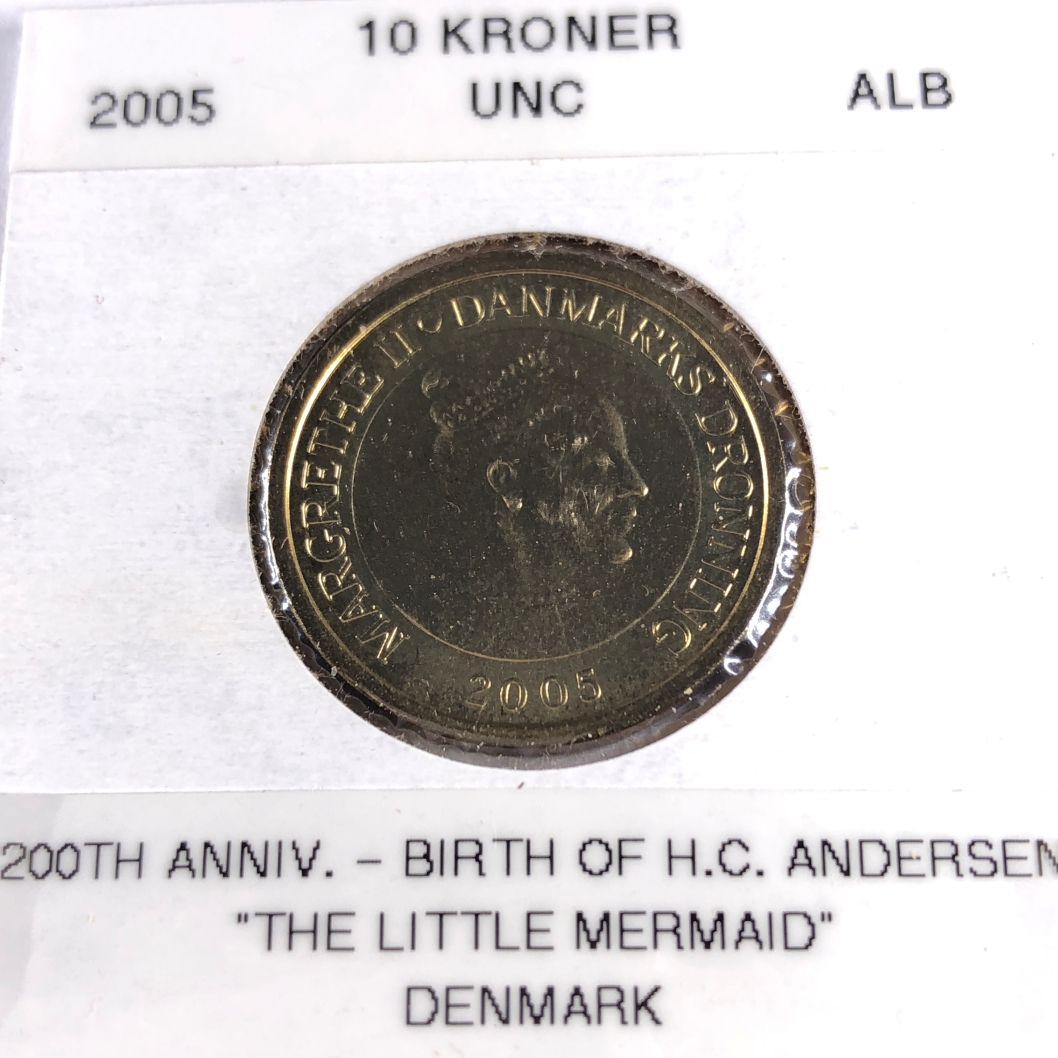 10 KRONER
2005 UNC ALB
MARGRETHE II DANMARKS DRONNING
2005
200TH ANNIV. – BIRTH OF H.C. ANDERSEN
"THE LITTLE MERMAID"
DENMARK